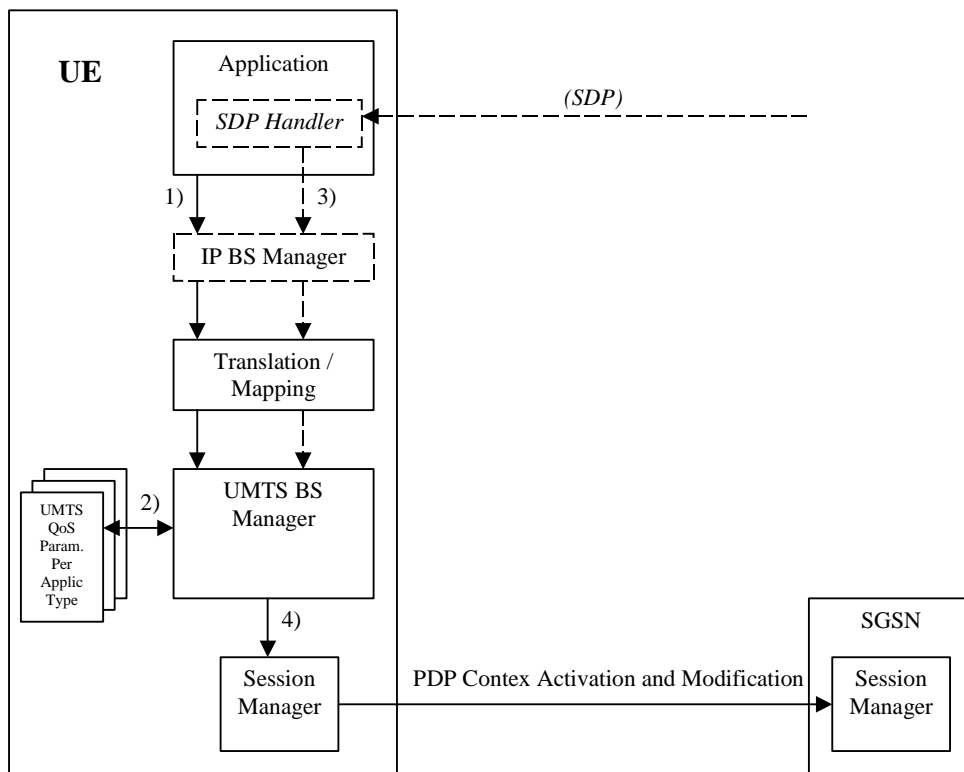 UE
Application
SDP Handler
(SDP)
1)
3)
IP BS Manager
Translation /
Mapping
UMTS BS
Manager
2)
UMTS
QoS
Param.
Per
Applic
Type
4)
SGSN
Session
Manager
PDP Contex Activation and Modification
Session
Manager